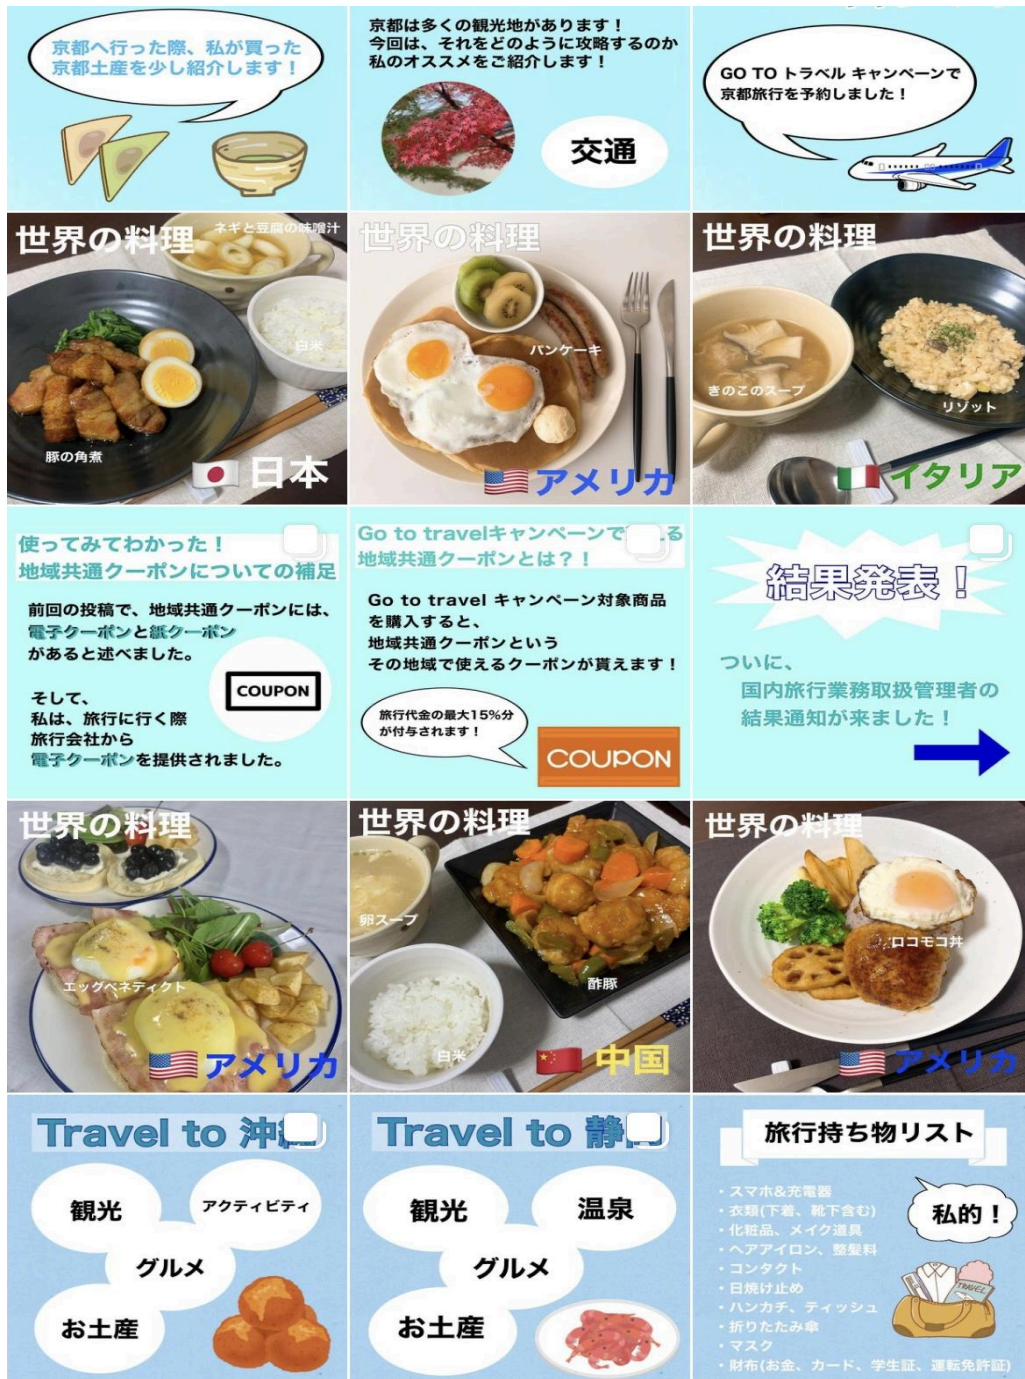 京都へ行った際、私が買った
京都土産を少し紹介します！
京都は多くの観光地があります！
今回は、それをどのように攻略するのか
私のオススメをご紹介します！
交通
GO TO トラベル キャンペーンで
京都旅行を予約しました！
世界の料理
ネギと豆腐の味噌汁
白米
豚の角煮
🇯🇵 日本
世界の料理
パンケーキ
🇺🇸 アメリカ
世界の料理
きのこのスープ
リゾット
🇮🇹 イタリア
使ってみてわかった！
地域共通クーポンについての補足
前回の投稿で、地域共通クーポンには、
電子クーポンと紙クーポン
があると述べました。
COUPON
そして、
私は、旅行に行く際
旅行会社から
電子クーポンを提供されました。
Go to travelキャンペーンで える
地域共通クーポンとは？！
Go to travel キャンペーン対象商品
を購入すると、
地域共通クーポンという
その地域で使えるクーポンが貰えます！
旅行代金の最大15%分
が付与されます！
COUPON
結果発表！
ついに、
国内旅行業務取扱管理者の
結果通知が来ました！
世界の料理
エッグベネディクト
🇺🇸 アメリカ
世界の料理
卵スープ
酢豚
白米
🇨🇳 中国
世界の料理
ロコモコ丼
🇺🇸 アメリカ
Travel to 沖
観光
アクティビティ
グルメ
お土産
Travel to 静
観光
温泉
グルメ
お土産
旅行持ち物リスト
私的！
・スマホ&充電器
・衣類(下着、靴下含む)
・化粧品、メイク道具
・ヘアアイロン、整髪料
・コンタクト
・日焼け止め
・ハンカチ、ティッシュ
・折りたたみ傘
・マスク
・財布(お金、カード、学生証、運転免許証)
TRAVEL